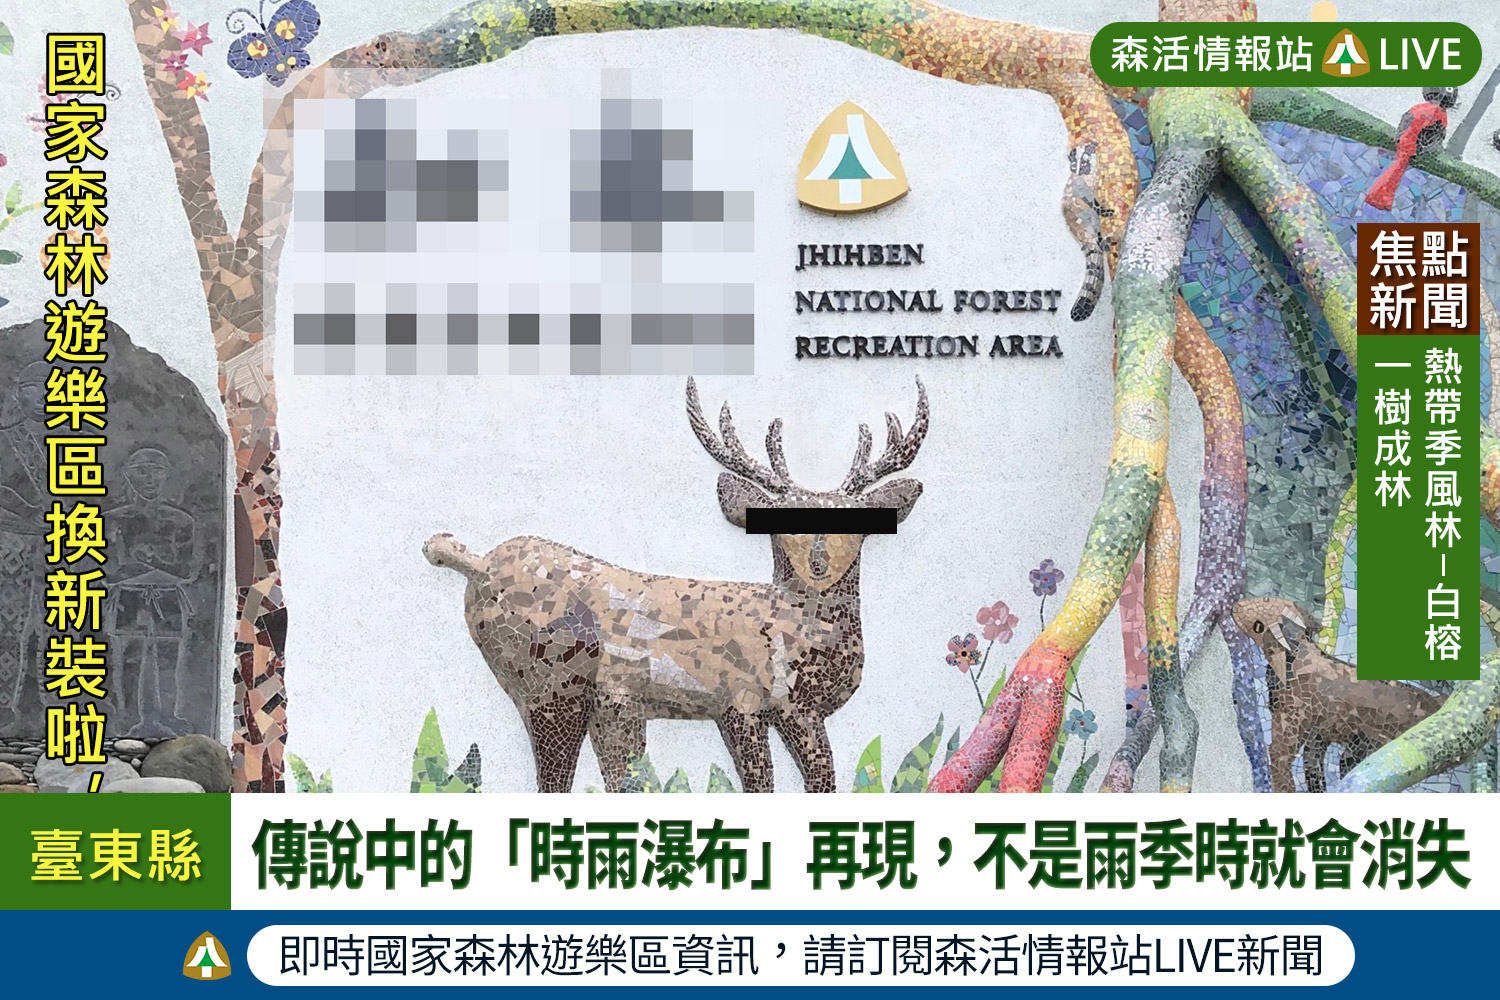 森活情報站 LIVE
國家森林遊樂區換新裝啦,
JHIHBEN
NATIONAL FOREST
RECREATION AREA
焦點
新聞
熱帶季風林-白榕
一樹成林
臺東縣
傳說中的「時雨瀑布」再現，不是雨季時就會消失
即時國家森林遊樂區資訊，請訂閱森活情報站LIVE新聞